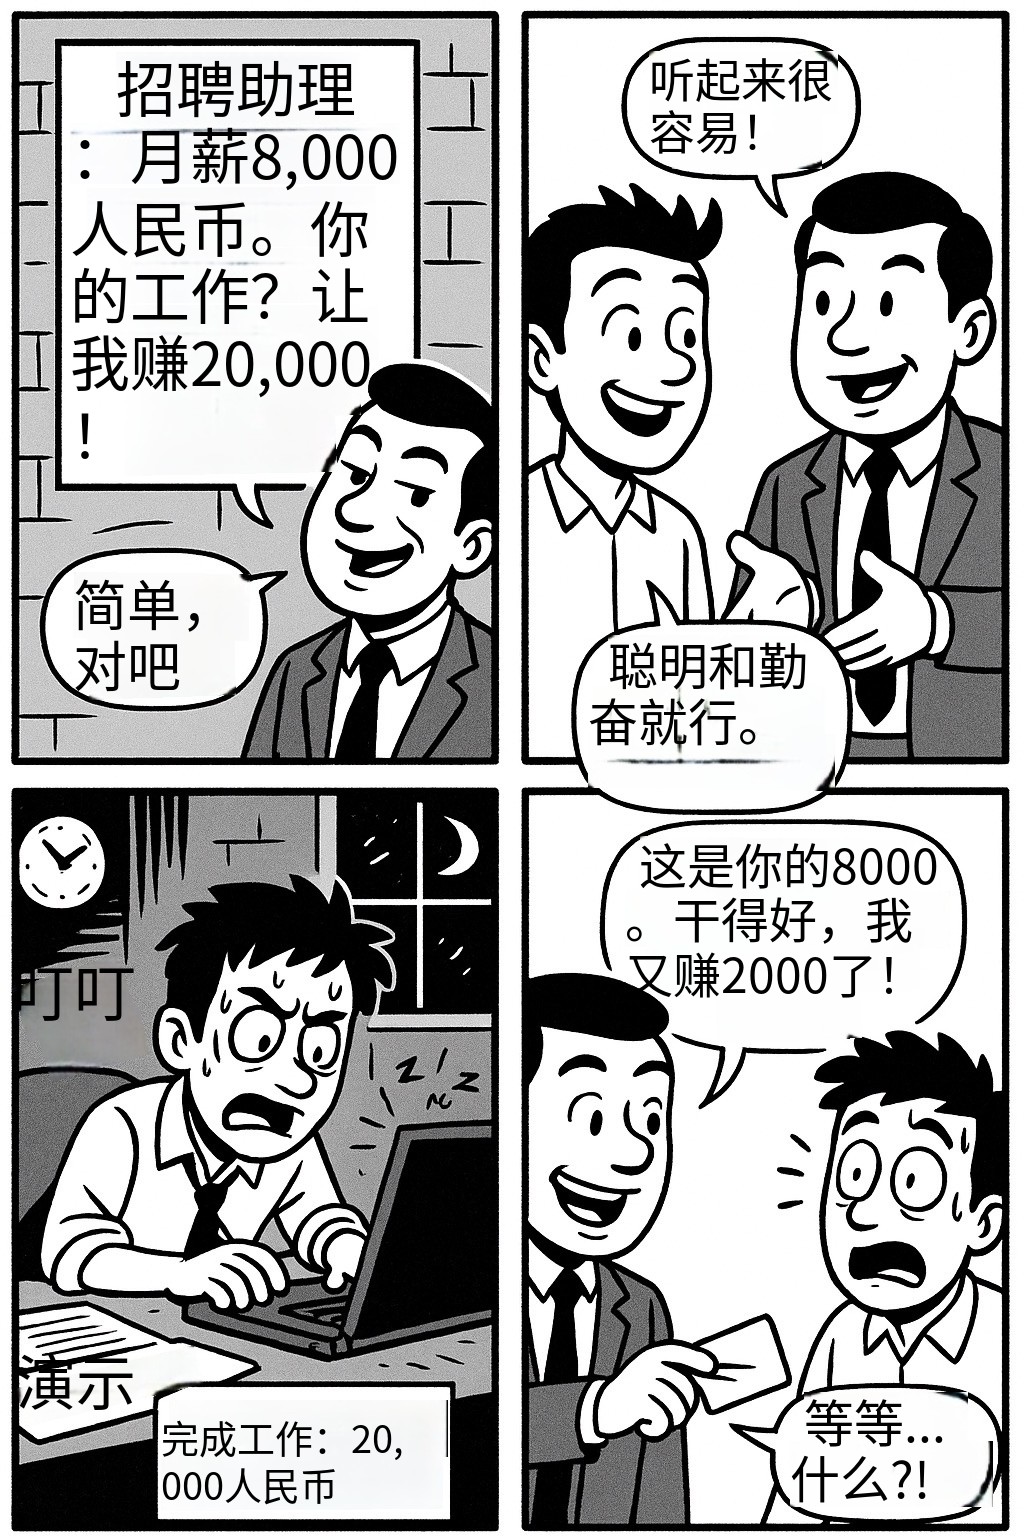 招聘助理
：月薪8,000
人民币。你
的工作？让
我赚20,000
！
简单，
对吧
听起来很
容易！
聪明和勤
奋就行。
叮叮
z z
演示
完成工作：20,
000人民币
这是你的8000
。干得好，我
又赚2000了！
等等...
什么?!